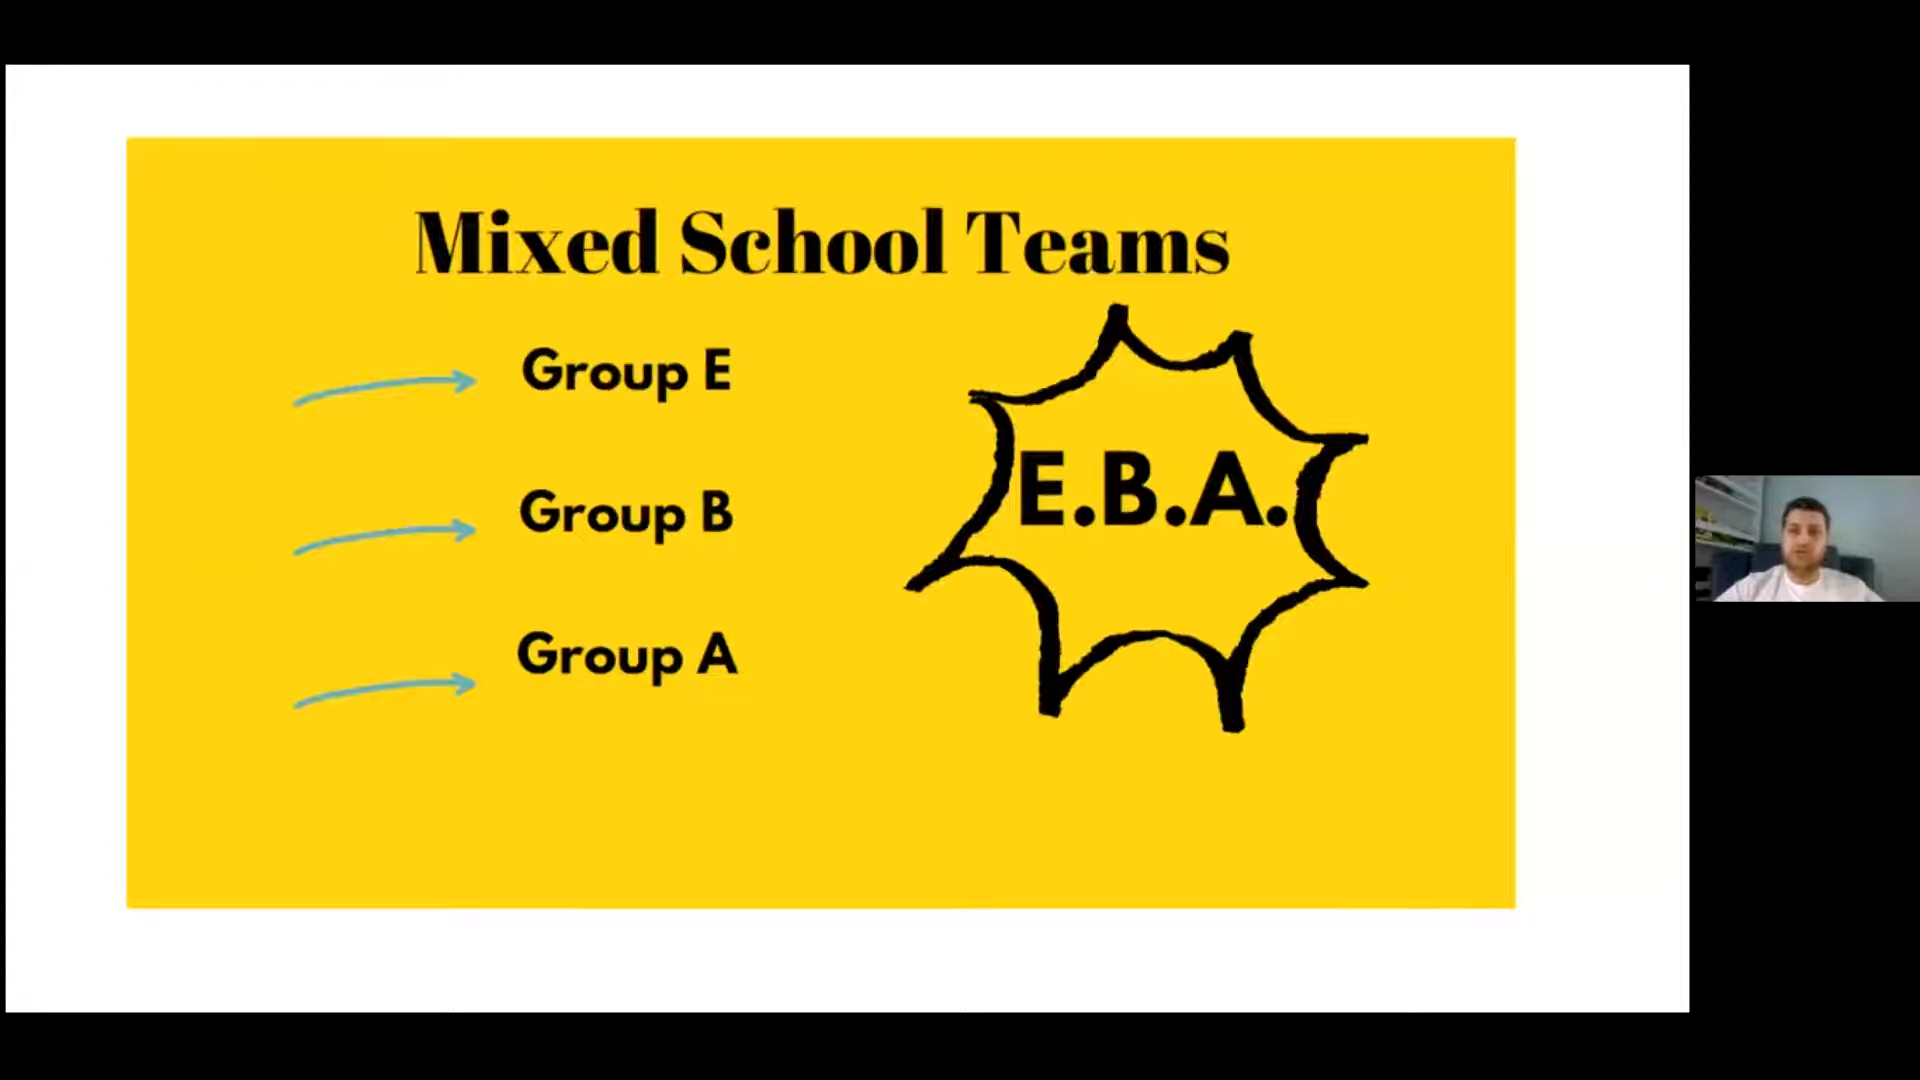 Mixed School Teams
Group E
Group B
Group A
E.B.A.